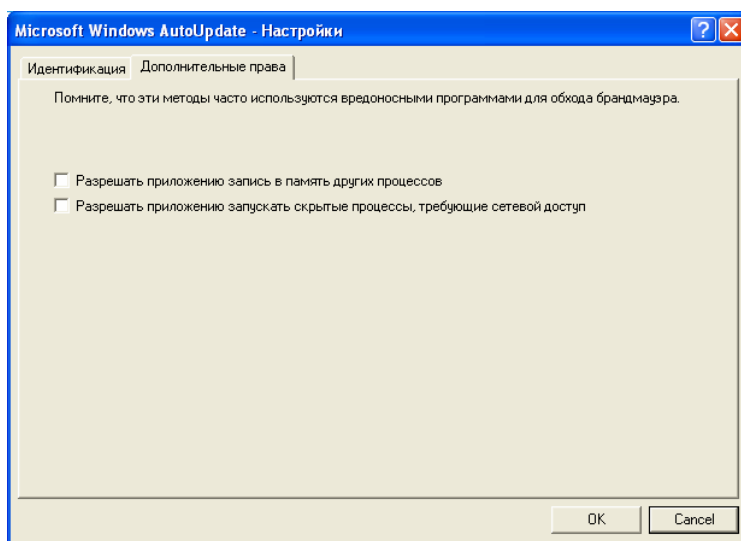 Microsoft Windows AutoUpdate - Настройки
Идентификация Дополнительные права
Помните, что эти методы часто используются вредоносными программами для обхода брандмауэра.
Разрешать приложению запись в память других процессов
Разрешать приложению запускать скрытые процессы, требующие сетевой доступ
OK Cancel